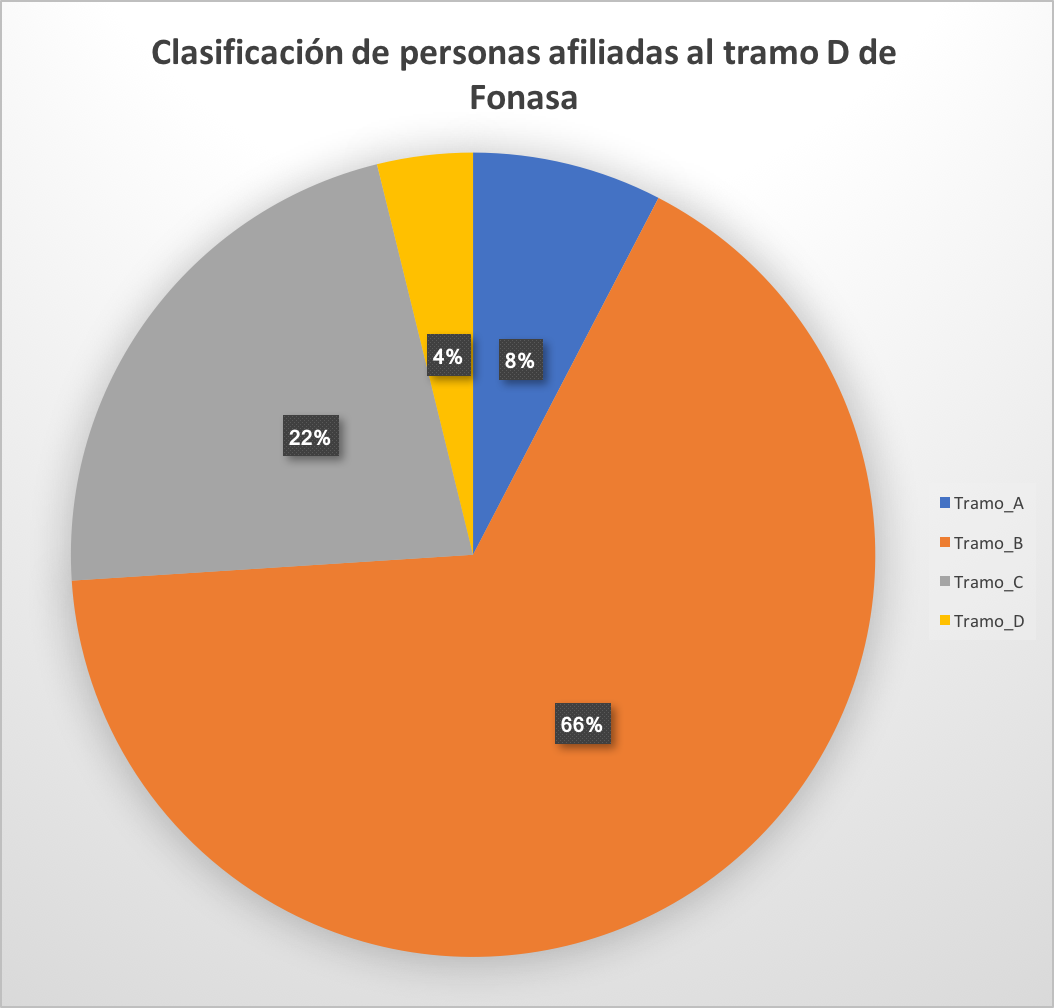 Clasificación de personas afiliadas al tramo D de
Fonasa
4%
8%
22%
66%
Tramo_A
Tramo_B
Tramo_C
Tramo_D